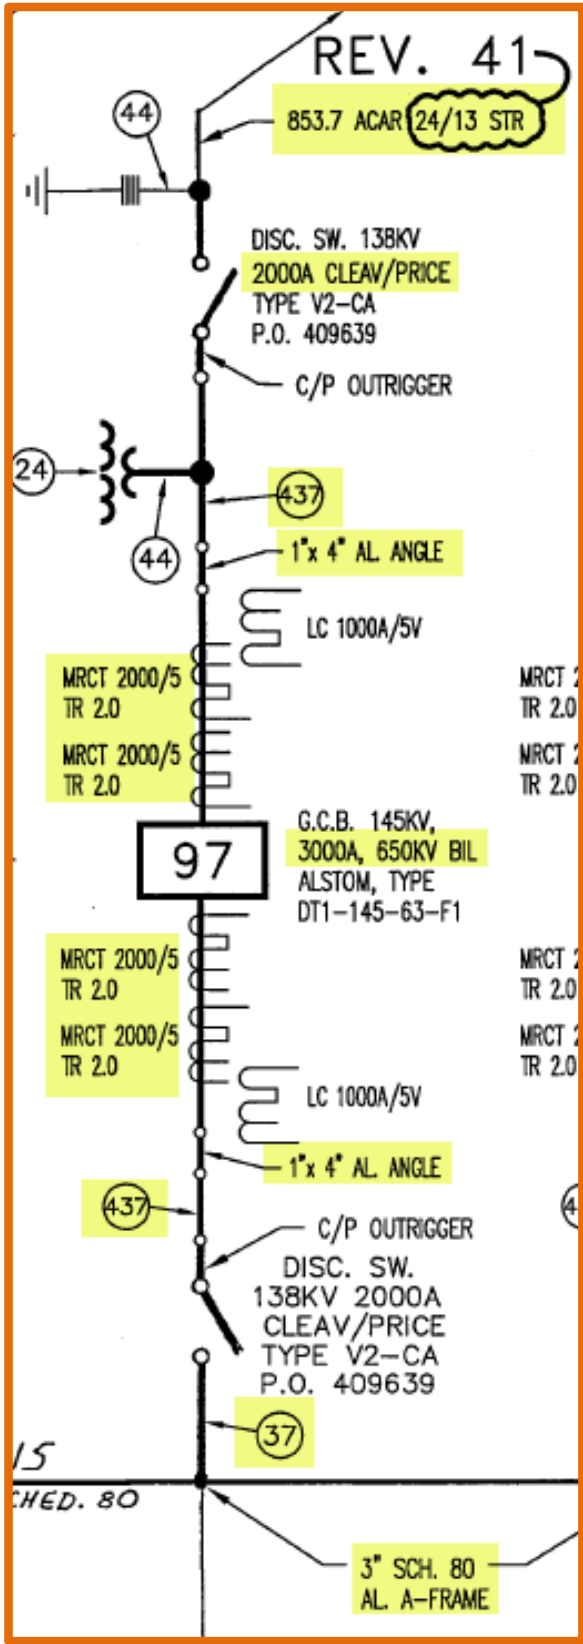 REV. 41
44
853.7 ACAR 24/13 STR
DISC. SW. 138KV
2000A CLEAV/PRICE
TYPE V2-CA
P.O. 409639
C/P OUTRIGGER
24
437
44
1"x 4" AL. ANGLE
LC 1000A/5V
MRCT 2000/5
TR 2.0
MRCT 2000/5
TR 2.0
MRCT
TR 2.0
MRCT
TR 2.0
97
G.C.B. 145KV,
3000A, 650KV BIL
ALSTOM, TYPE
DT1-145-63-F1
MRCT 2000/5
TR 2.0
MRCT 2000/5
TR 2.0
MRCT
TR 2.0
MRCT
TR 2.0
LC 1000A/5V
1"x 4" AL. ANGLE
437
C/P OUTRIGGER
DISC. SW.
138KV 2000A
CLEAV/PRICE
TYPE V2-CA
P.O. 409639
37
15
CHED. 80
3" SCH. 80
AL. A-FRAME